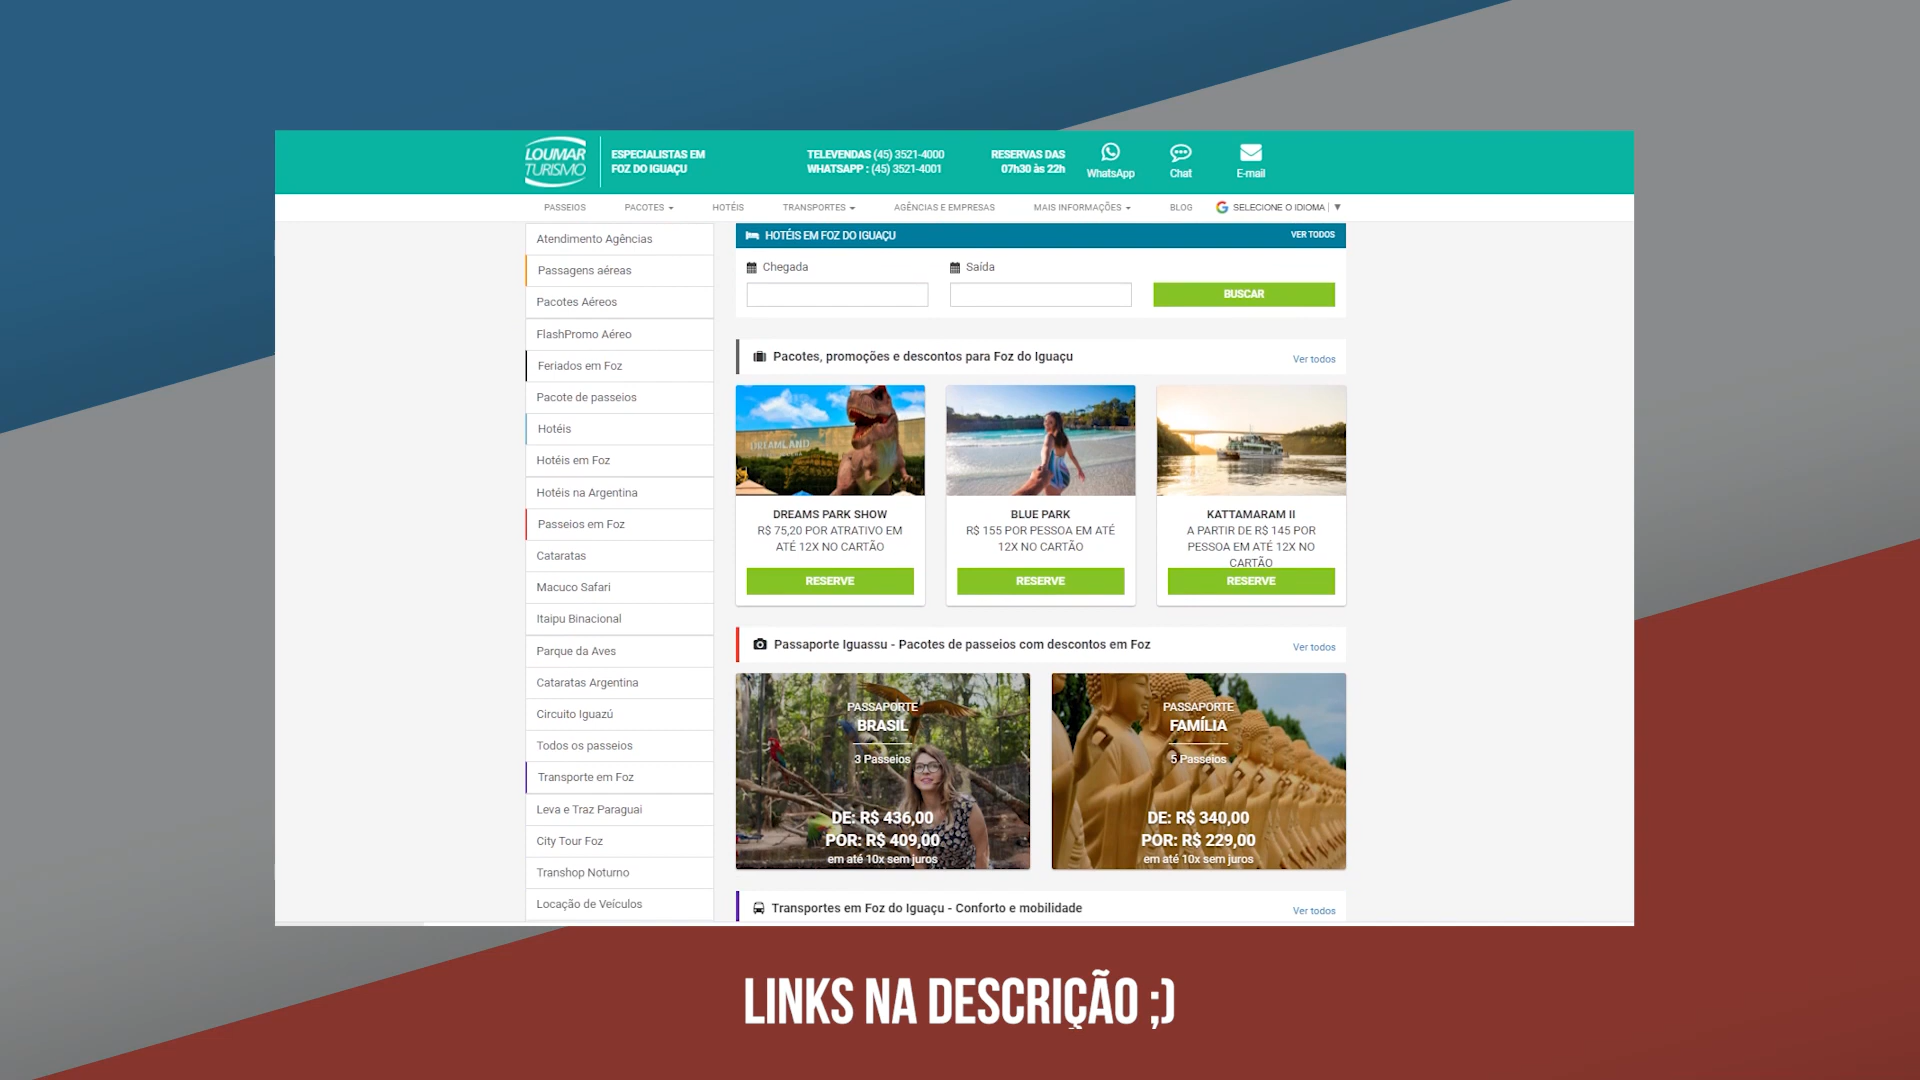 LOUMAR
TURISMO
ESPECIALISTAS EM
FOZ DO IGUAÇU
TELEVENDAS (45) 3521-4000
WHATSAPP : (45) 3521-4001
RESERVAS DAS
07h30 às 22h
WhatsApp
Chat
E-mail
PASSEIOS
PACOTES
HOTÉIS
TRANSPORTES
AGÊNCIAS E EMPRESAS
MAIS INFORMAÇÕES
BLOG
SELECIONE O IDIOMA
Atendimento Agências
Passagens aéreas
Pacotes Aéreos
FlashPromo Aéreo
Feriados em Foz
Pacote de passeios
Hotéis
Hotéis em Foz
Hotéis na Argentina
Passeios em Foz
Cataratas
Macuco Safari
Itaipu Binacional
Parque da Aves
Cataratas Argentina
Circuito Iguazú
Todos os passeios
Transporte em Foz
Leva e Traz Paraguai
City Tour Foz
Transhop Noturno
Locação de Veículos
HOTÉIS EM FOZ DO IGUAÇU
VER TODOS
Chegada
Saída
BUSCAR
Pacotes, promoções e descontos para Foz do Iguaçu
Ver todos
DREAMLAND
DREAMS PARK SHOW
R$ 75,20 POR ATRATIVO EM
ATÉ 12X NO CARTÃO
RESERVE
BLUE PARK
R$ 155 POR PESSOA EM ATÉ
12X NO CARTÃO
RESERVE
KATTAMARAM II
A PARTIR DE R$ 145 POR
PESSOA EM ATÉ 12X NO
CARTÃO
RESERVE
Passaporte Iguassu - Pacotes de passeios com descontos em Foz
Ver todos
PASSAPORTE
BRASIL
3 Passeios
DE: R$ 436,00
POR: R$ 409,00
em até 10x sem juros
PASSAPORTE
FAMÍLIA
5 Passeios
DE: R$ 340,00
POR: R$ 229,00
em até 10x sem juros
Transportes em Foz do Iguaçu - Conforto e mobilidade
Ver todos
LINKS NA DESCRIÇÃO ;)